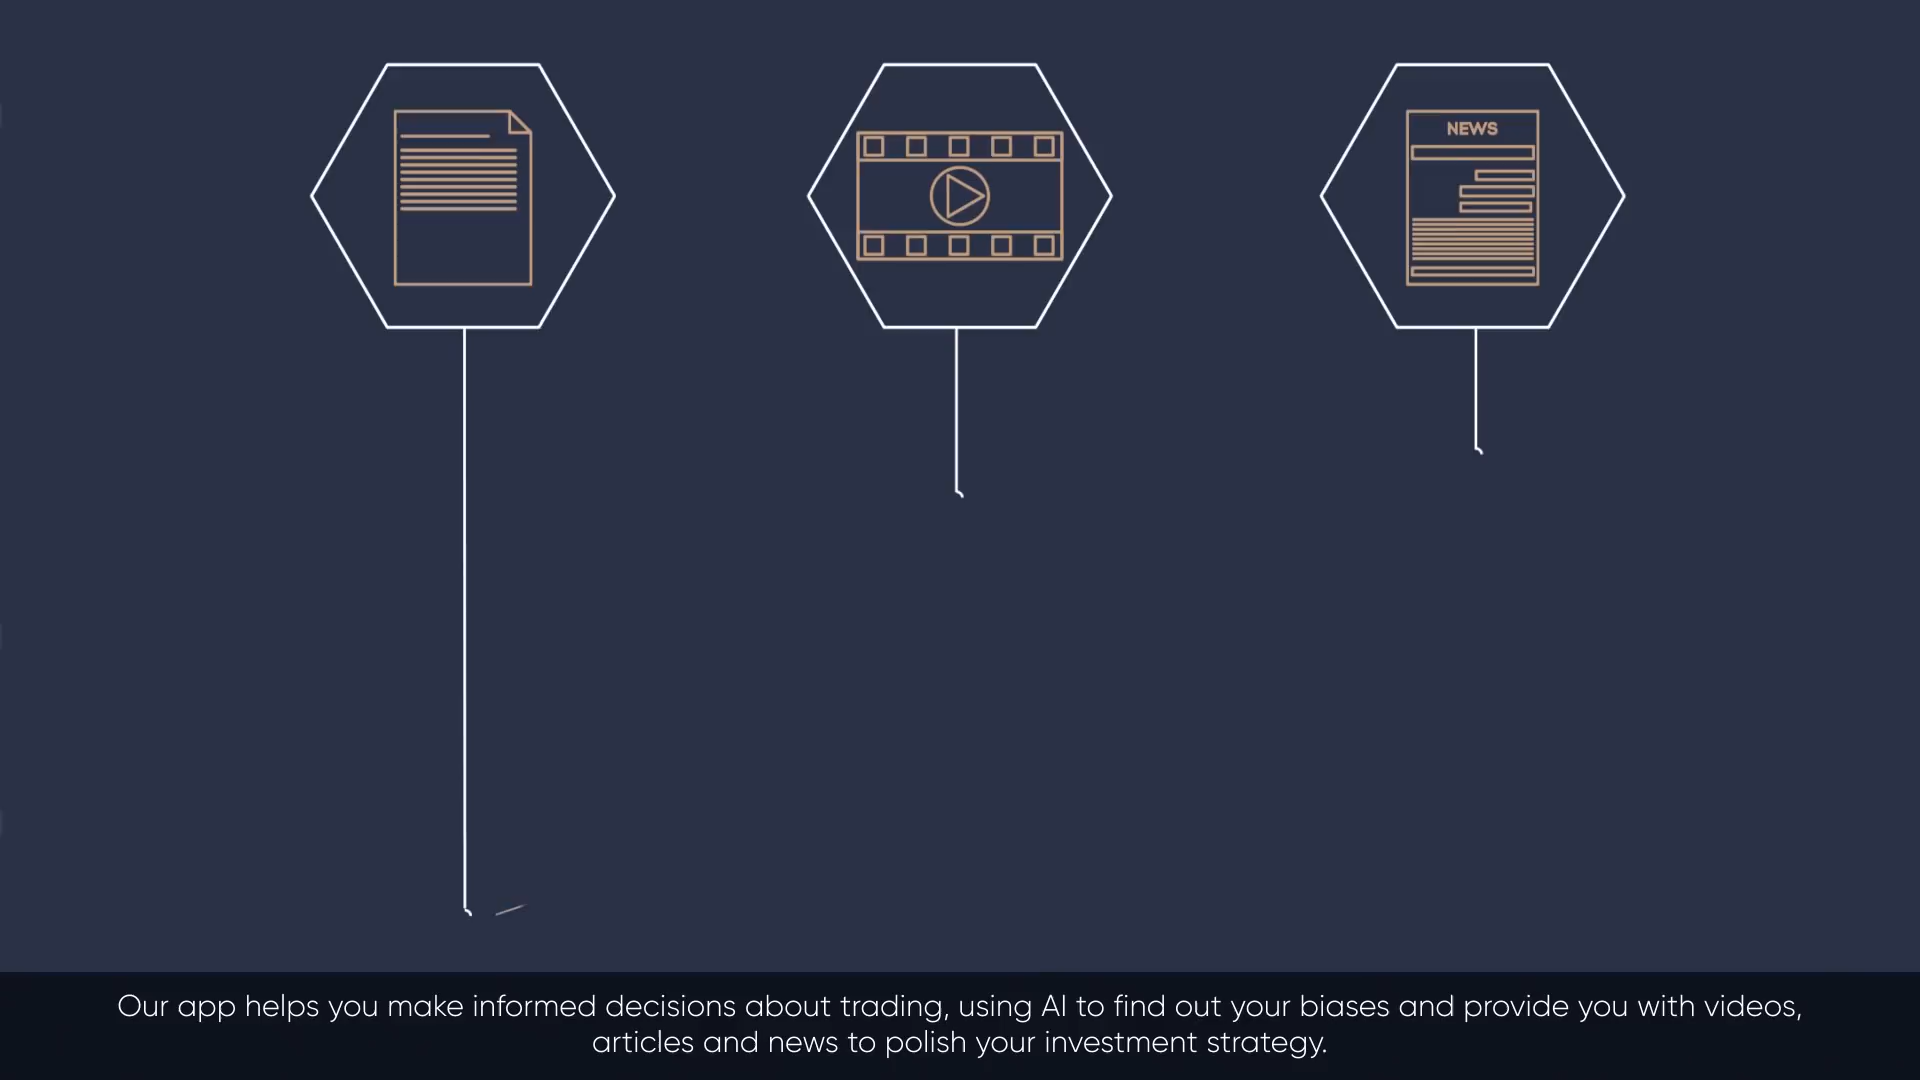 NEWS
Our app helps you make informed decisions about trading, using AI to find out your biases and provide you with videos,
articles and news to polish your investment strategy.